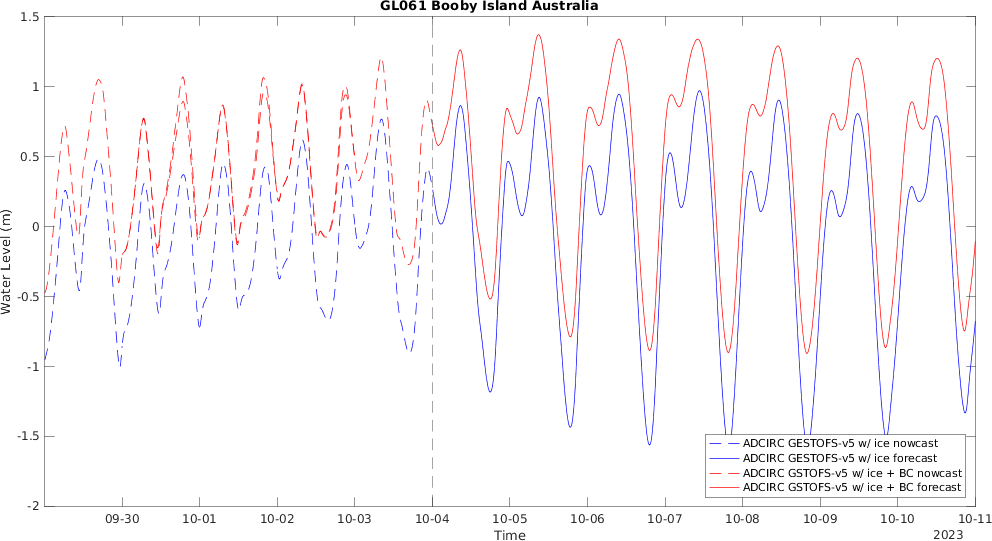 GL061 Booby Island Australia
Water Level (m)
1.5
1
0.5
0
-0.5
-1
-1.5
-2
ADCIRC GESTOFS-v5 w/ ice nowcast
ADCIRC GESTOFS-v5 w/ ice forecast
ADCIRC GSTOFS-v5 w/ ice + BC nowcast
ADCIRC GSTOFS-v5 w/ ice + BC forecast
09-30 10-01 10-02 10-03 10-04 10-05 10-06 10-07 10-08 10-09 10-10 10-11
Time
2023